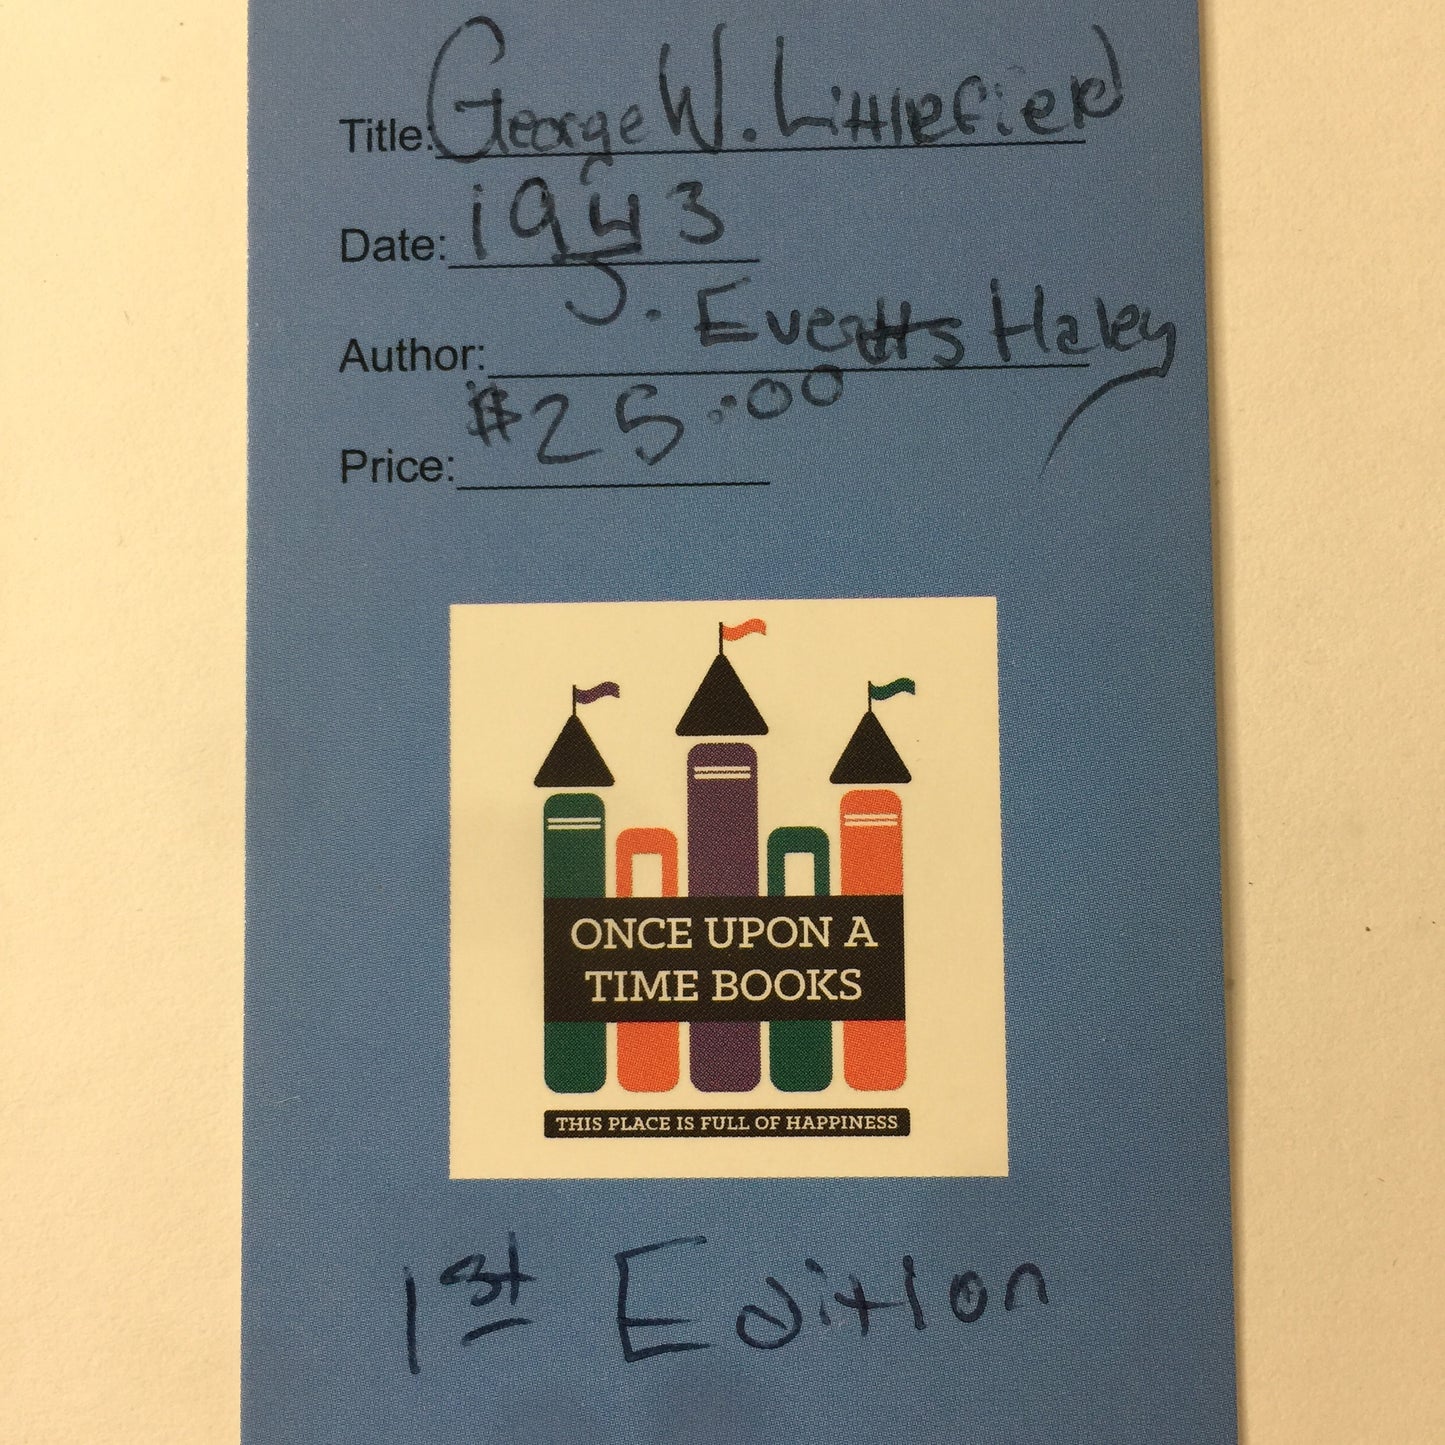 Title: George W. Littlefield
Date: 1943
Author: J. Evetts Haley
Price: $25.00
ONCE UPON A
TIME BOOKS
THIS PLACE IS FULL OF HAPPINESS
1st Edition